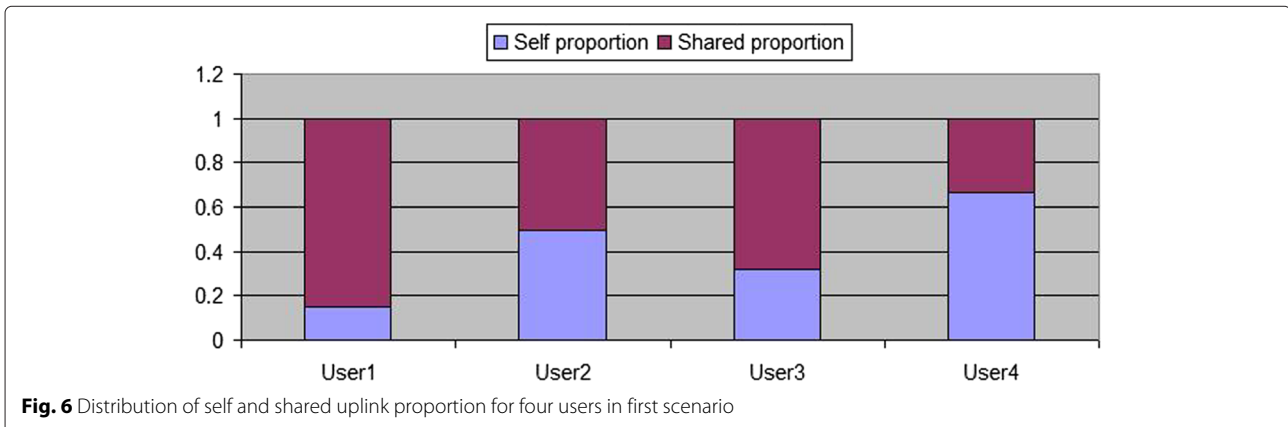 Self proportion Shared proportion
1.2
1
0.8
0.6
0.4
0.2
0
User1 User2 User3 User4
Fig. 6 Distribution of self and shared uplink proportion for four users in first scenario